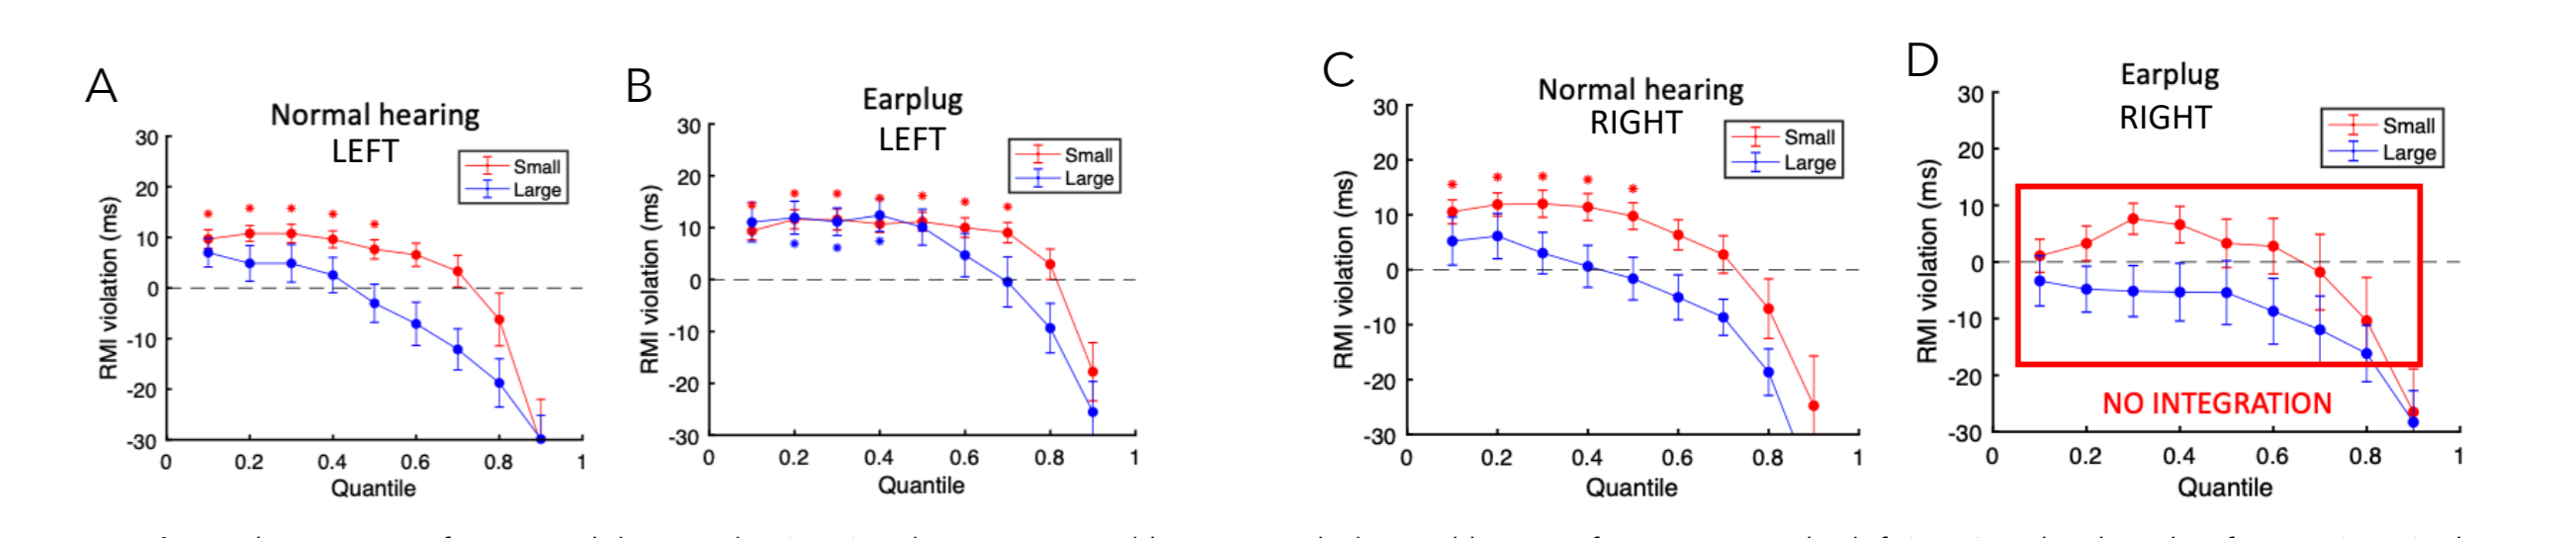 A
Normal hearing
LEFT
Small
Large
30
20
10
0
-10
-20
-30
RMI violation (ms)
0 0.2 0.4 0.6 0.8 1
Quantile
B
Earplug
LEFT
Small
Large
30
20
10
0
-10
-20
-30
RMI violation (ms)
0 0.2 0.4 0.6 0.8 1
Quantile
C
Normal hearing
RIGHT
Small
Large
30
20
10
0
-10
-20
-30
RMI violation (ms)
0 0.2 0.4 0.6 0.8 1
Quantile
D
Earplug
RIGHT
Small
Large
30
20
10
0
-10
-20
-30
RMI violation (ms)
NO INTEGRATION
0 0.2 0.4 0.6 0.8 1
Quantile